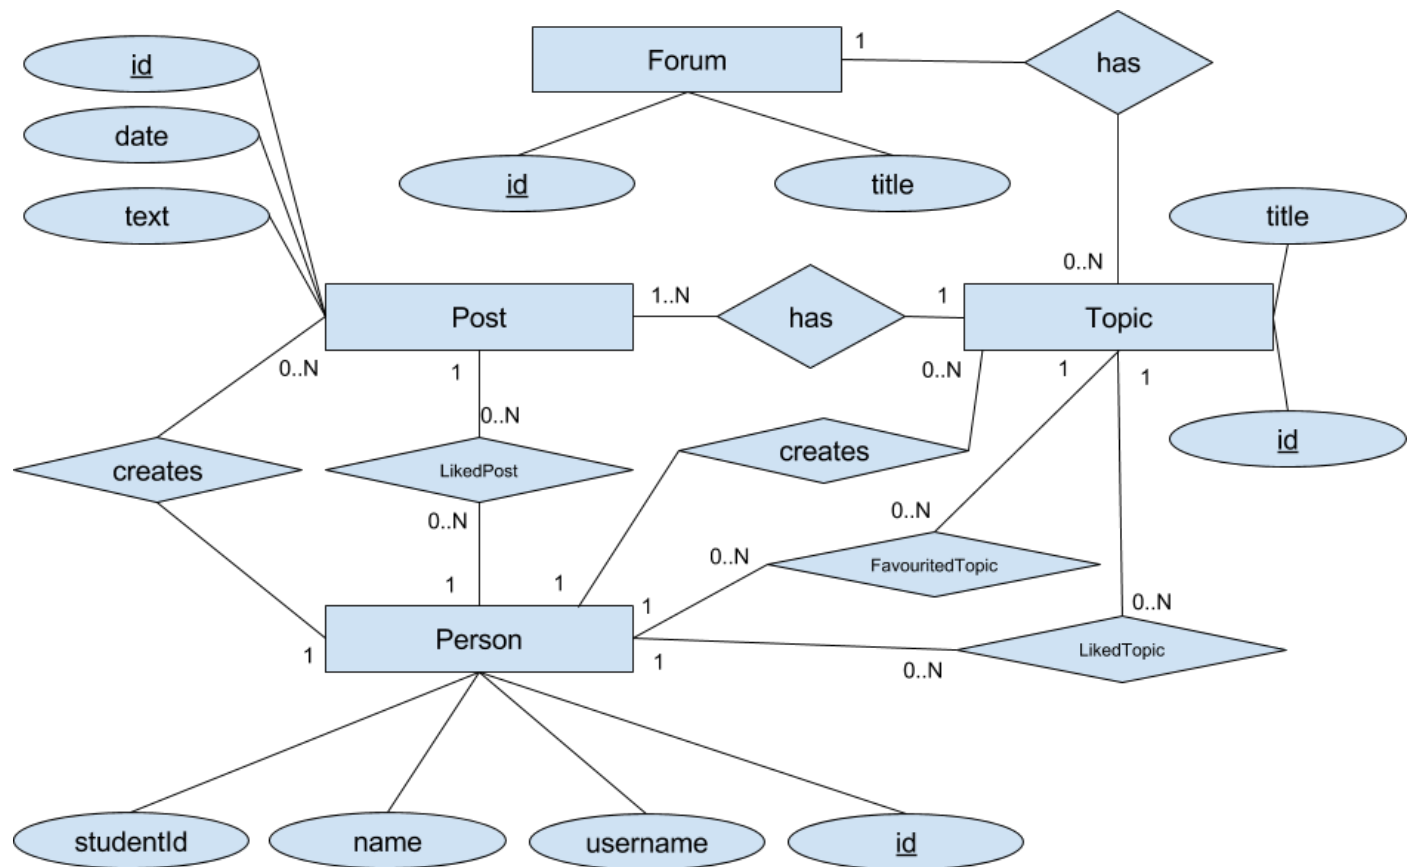 Forum
1
has
id
date
text
id
title
title
0..N
Post
1..N
has
1
Topic
0..N
1
0..N
1
1
0..N
id
creates
LikedPost
creates
0..N
0..N
0..N
FavouritedTopic
1
1
1
0..N
Person
1
1
0..N
LikedTopic
studentId
name
username
id